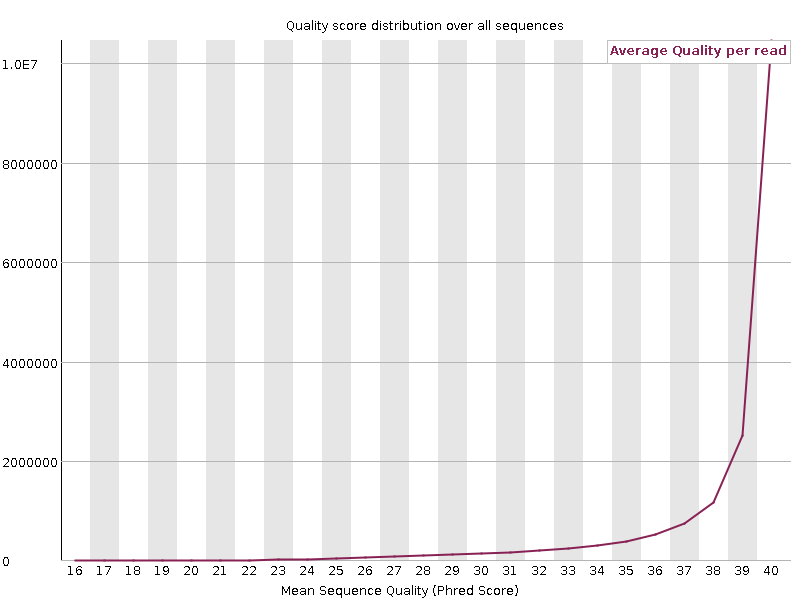 Quality score distribution over all sequences
Average Quality per read
1.0E7
8000000
6000000
4000000
2000000
0
16 17 18 19 20 21 22 23 24 25 26 27 28 29 30 31 32 33 34 35 36 37 38 39 40
Mean Sequence Quality (Phred Score)